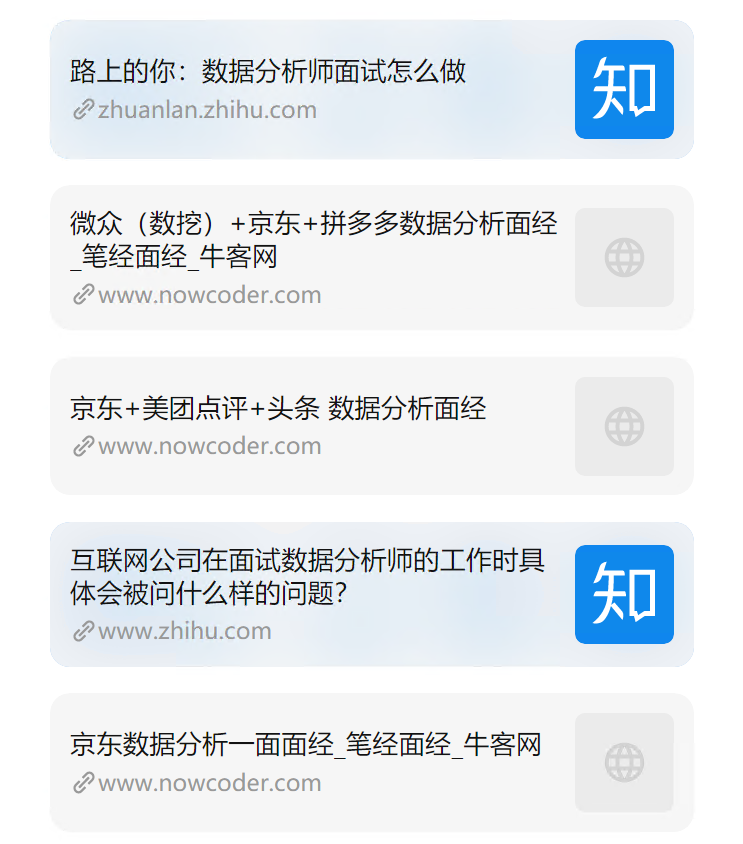 路上的你：数据分析师面试怎么做
zhuanlan.zhihu.com
知
微众（数挖）+京东+拼多多数据分析面经
_笔经面经_牛客网
www.nowcoder.com
京东+美团点评+头条 数据分析面经
www.nowcoder.com
互联网公司在面试数据分析师的工作时具
体会被问什么样的问题？
www.zhihu.com
知
京东数据分析一面面经_笔经面经_牛客网
www.nowcoder.com